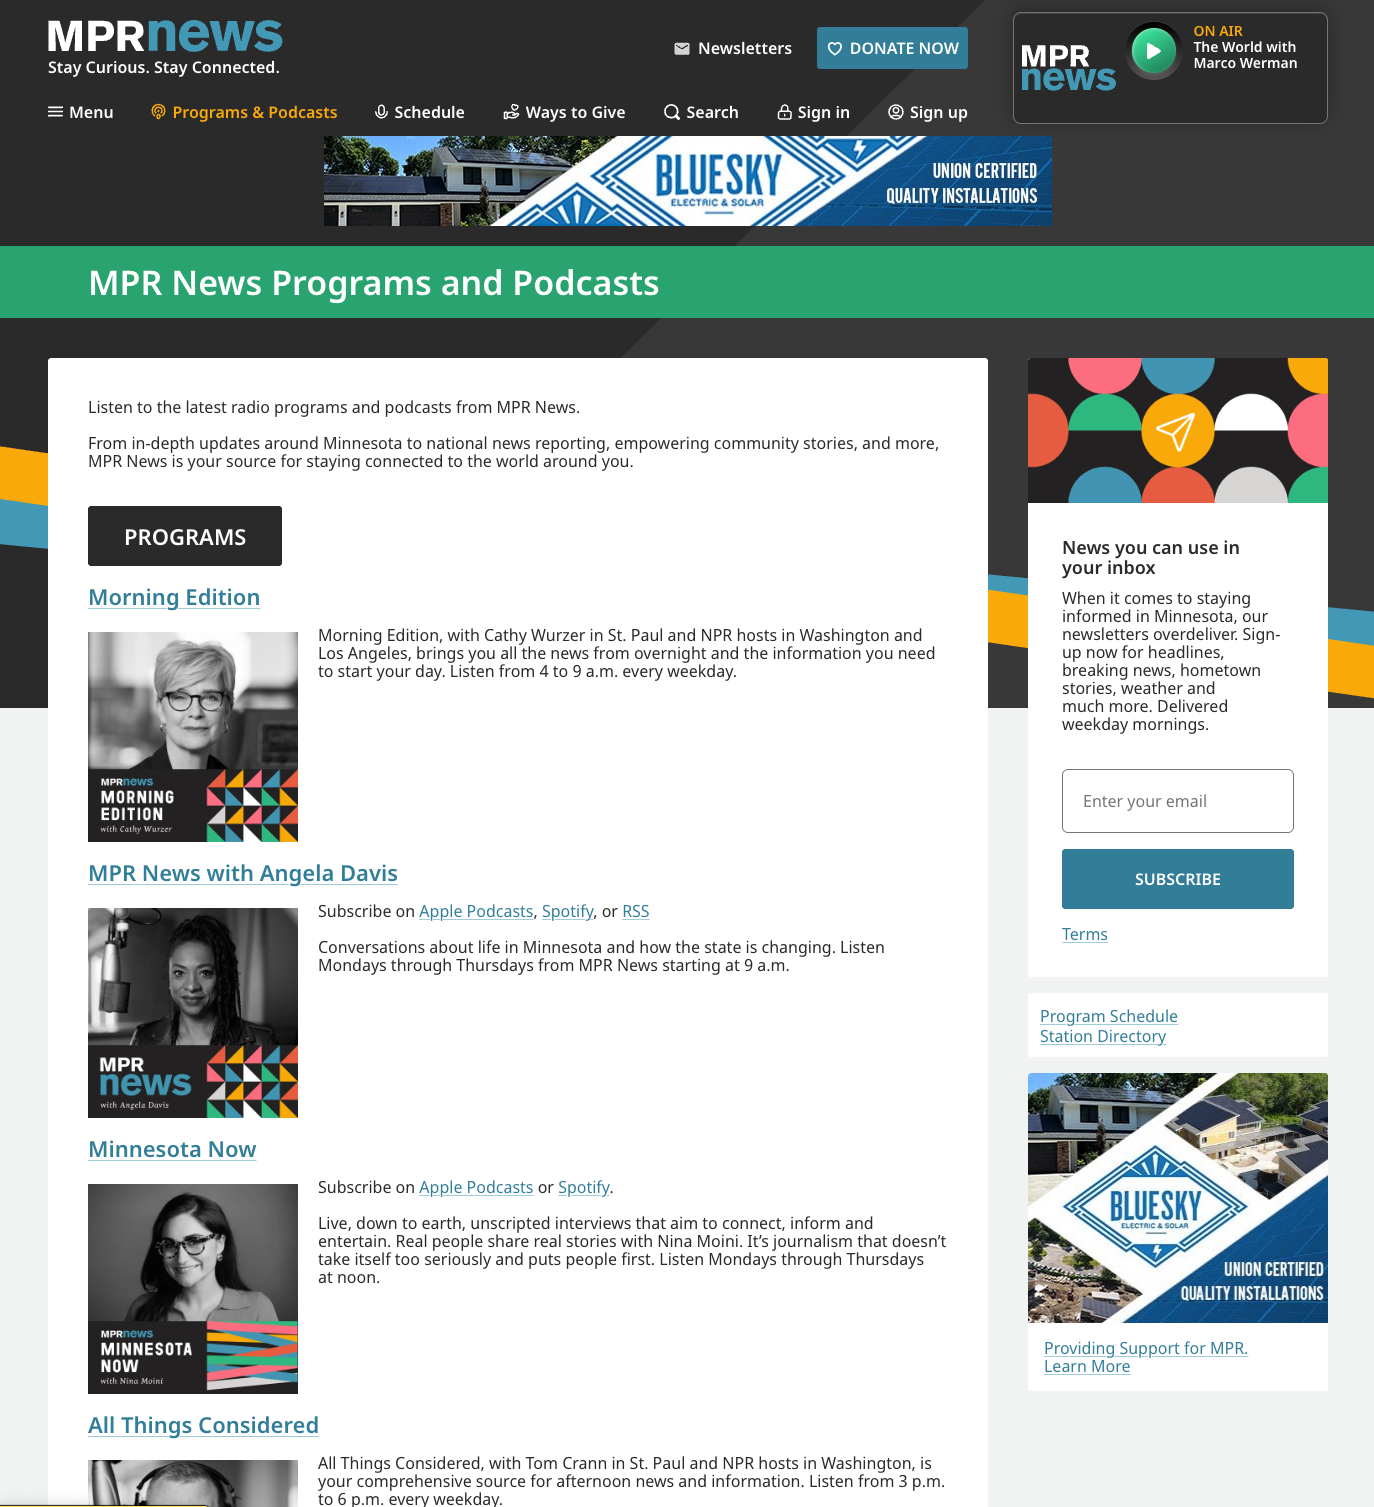 MPRnews
Stay Curious. Stay Connected.
Newsletters
DONATE NOW
MPR
news
ON AIR
The World with
Marco Werman
Menu
Programs & Podcasts
Schedule
Ways to Give
Search
Sign in
Sign up
BLUESKY
ELECTRIC & SOLAR
UNION CERTIFIED
QUALITY INSTALLATIONS
MPR News Programs and Podcasts
Listen to the latest radio programs and podcasts from MPR News.
From in-depth updates around Minnesota to national news reporting, empowering community stories, and more,
MPR News is your source for staying connected to the world around you.
PROGRAMS
Morning Edition
Morning Edition, with Cathy Wurzer in St. Paul and NPR hosts in Washington and
Los Angeles, brings you all the news from overnight and the information you need
to start your day. Listen from 4 to 9 a.m. every weekday.
MPRnews
MORNING
EDITION
with Cathy Wurzer
MPR News with Angela Davis
Subscribe on Apple Podcasts, Spotify, or RSS
Conversations about life in Minnesota and how the state is changing. Listen
Mondays through Thursdays from MPR News starting at 9 a.m.
MPR
news
with Angela Davis
Minnesota Now
Subscribe on Apple Podcasts or Spotify.
Live, down to earth, unscripted interviews that aim to connect, inform and
entertain. Real people share real stories with Nina Moini. It’s journalism that doesn’t
take itself too seriously and puts people first. Listen Mondays through Thursdays
at noon.
MPRnews
MINNESOTA
NOW
with Nina Moini
All Things Considered
All Things Considered, with Tom Crann in St. Paul and NPR hosts in Washington, is
your comprehensive source for afternoon news and information. Listen from 3 p.m.
to 6 p.m. every weekday.
News you can use in
your inbox
When it comes to staying
informed in Minnesota, our
newsletters overdeliver. Sign-
up now for headlines,
breaking news, hometown
stories, weather and
much more. Delivered
weekday mornings.
Enter your email
SUBSCRIBE
Terms
Program Schedule
Station Directory
BLUESKY
ELECTRIC & SOLAR
UNION CERTIFIED
QUALITY INSTALLATIONS
Providing Support for MPR.
Learn More